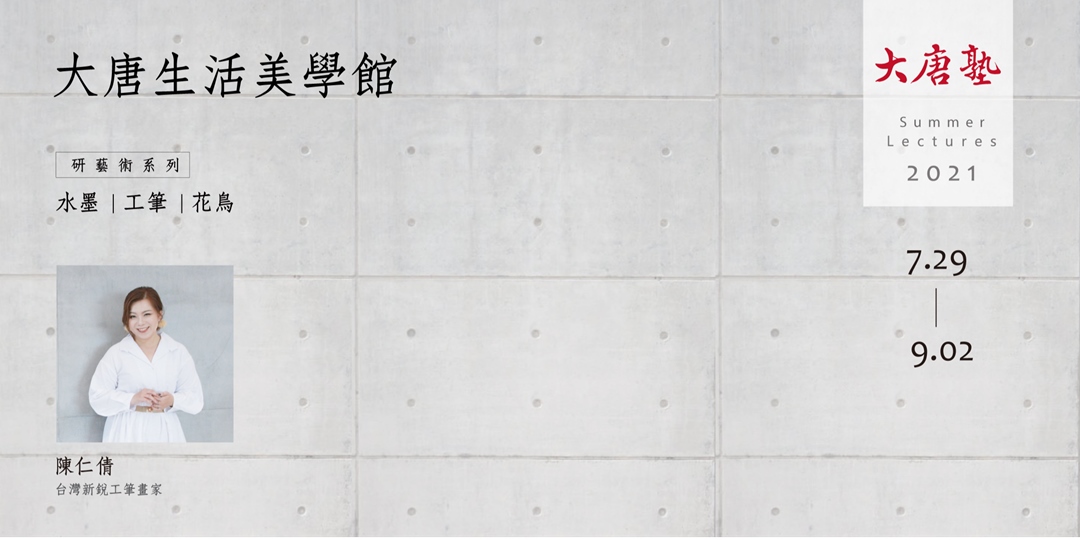 大唐生活美學館
研藝術系列
水墨｜工筆｜花鳥
陳仁倩
台灣新銳工筆畫家
大唐塾
Summer
Lectures
2021
7.29
9.02